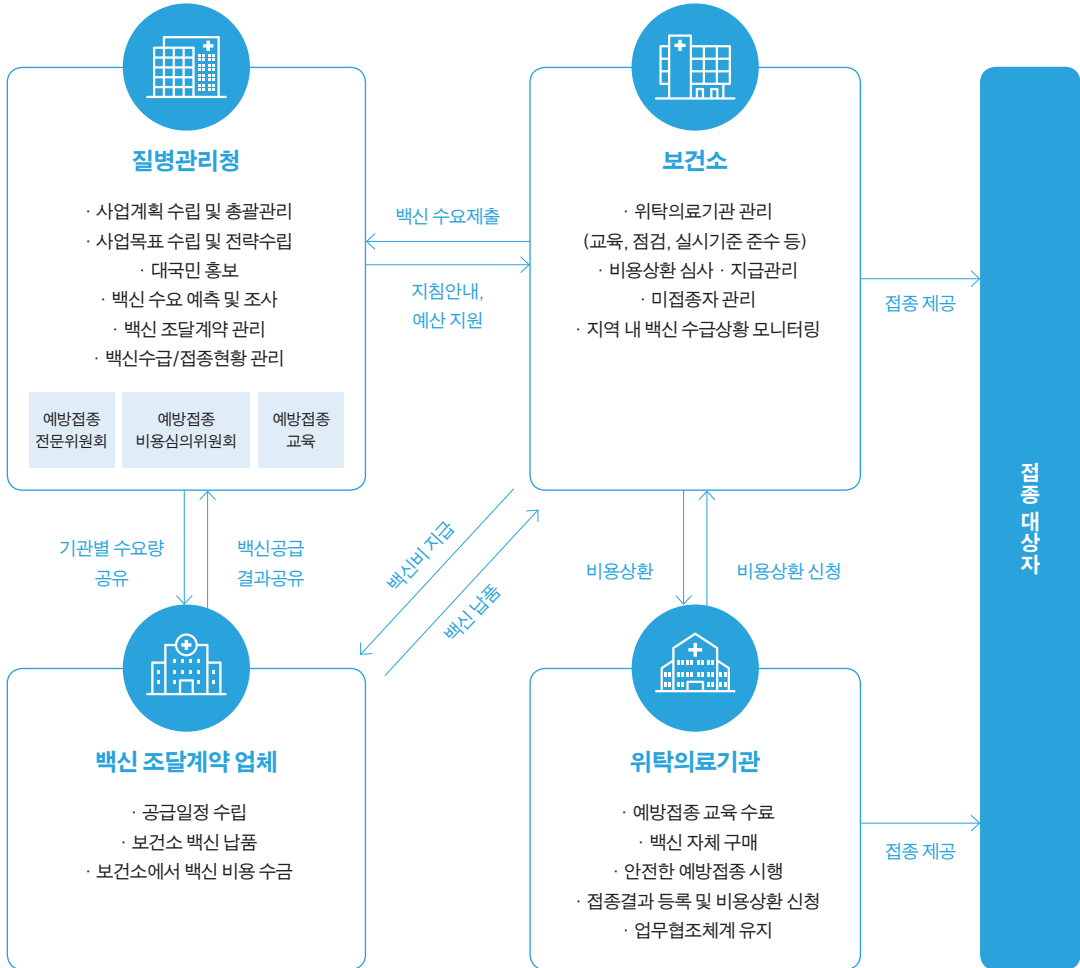 질병관리청
· 사업계획 수립 및 총괄관리
· 사업목표 수립 및 전략수립
· 대국민 홍보
· 백신 수요 예측 및 조사
· 백신 조달계약 관리
· 백신수급/접종현황 관리
예방접종
전문위원회
예방접종
비용심의위원회
예방접종
교육
백신 수요제출
지침안내,
예산 지원
보건소
· 위탁의료기관 관리
(교육, 점검, 실시기준 준수 등)
· 비용상환 심사 · 지급관리
· 미접종자 관리
· 지역 내 백신 수급상황 모니터링
접종 제공
접종 대상자
기관별 수요량
공유
백신공급
결과공유
백신비 지급
백신 납품
비용상환
비용상환 신청
백신 조달계약 업체
· 공급일정 수립
· 보건소 백신 납품
· 보건소에서 백신 비용 수금
위탁의료기관
· 예방접종 교육 수료
· 백신 자체 구매
· 안전한 예방접종 시행
· 접종결과 등록 및 비용상환 신청
· 업무협조체계 유지
접종 제공